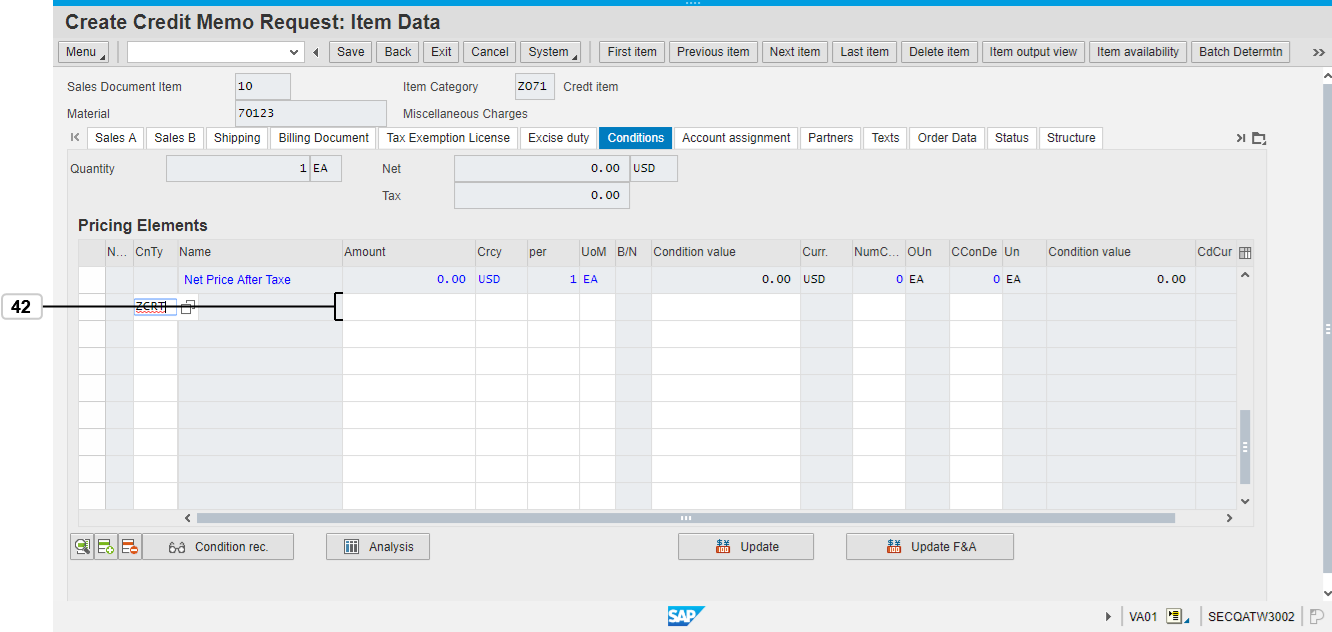 Create Credit Memo Request: Item Data
Menu Save Back Exit Cancel System First item Previous item Next item Last item Delete item Item output view Item availability Batch Determtn
Sales Document Item 10 Item Category ZO71 Credt item
Material 70123 Miscellaneous Charges
Sales A Sales B Shipping Billing Document Tax Exemption License Excise duty Conditions Account assignment Partners Texts Order Data Status Structure
Quantity 1 EA Net 0.00 USD
Tax 0.00
Pricing Elements
N... CnTy Name Amount Crcy per UoM B/N Condition value Curr. NumC... OUn CConDe Un Condition value CdCur
Net Price After Taxe 0.00 USD 1 EA 0.00 USD 0 EA 0 EA 0.00
42 ZCRT
Condition rec. Analysis Update Update F&A
SAP VA01 SECQATW3002